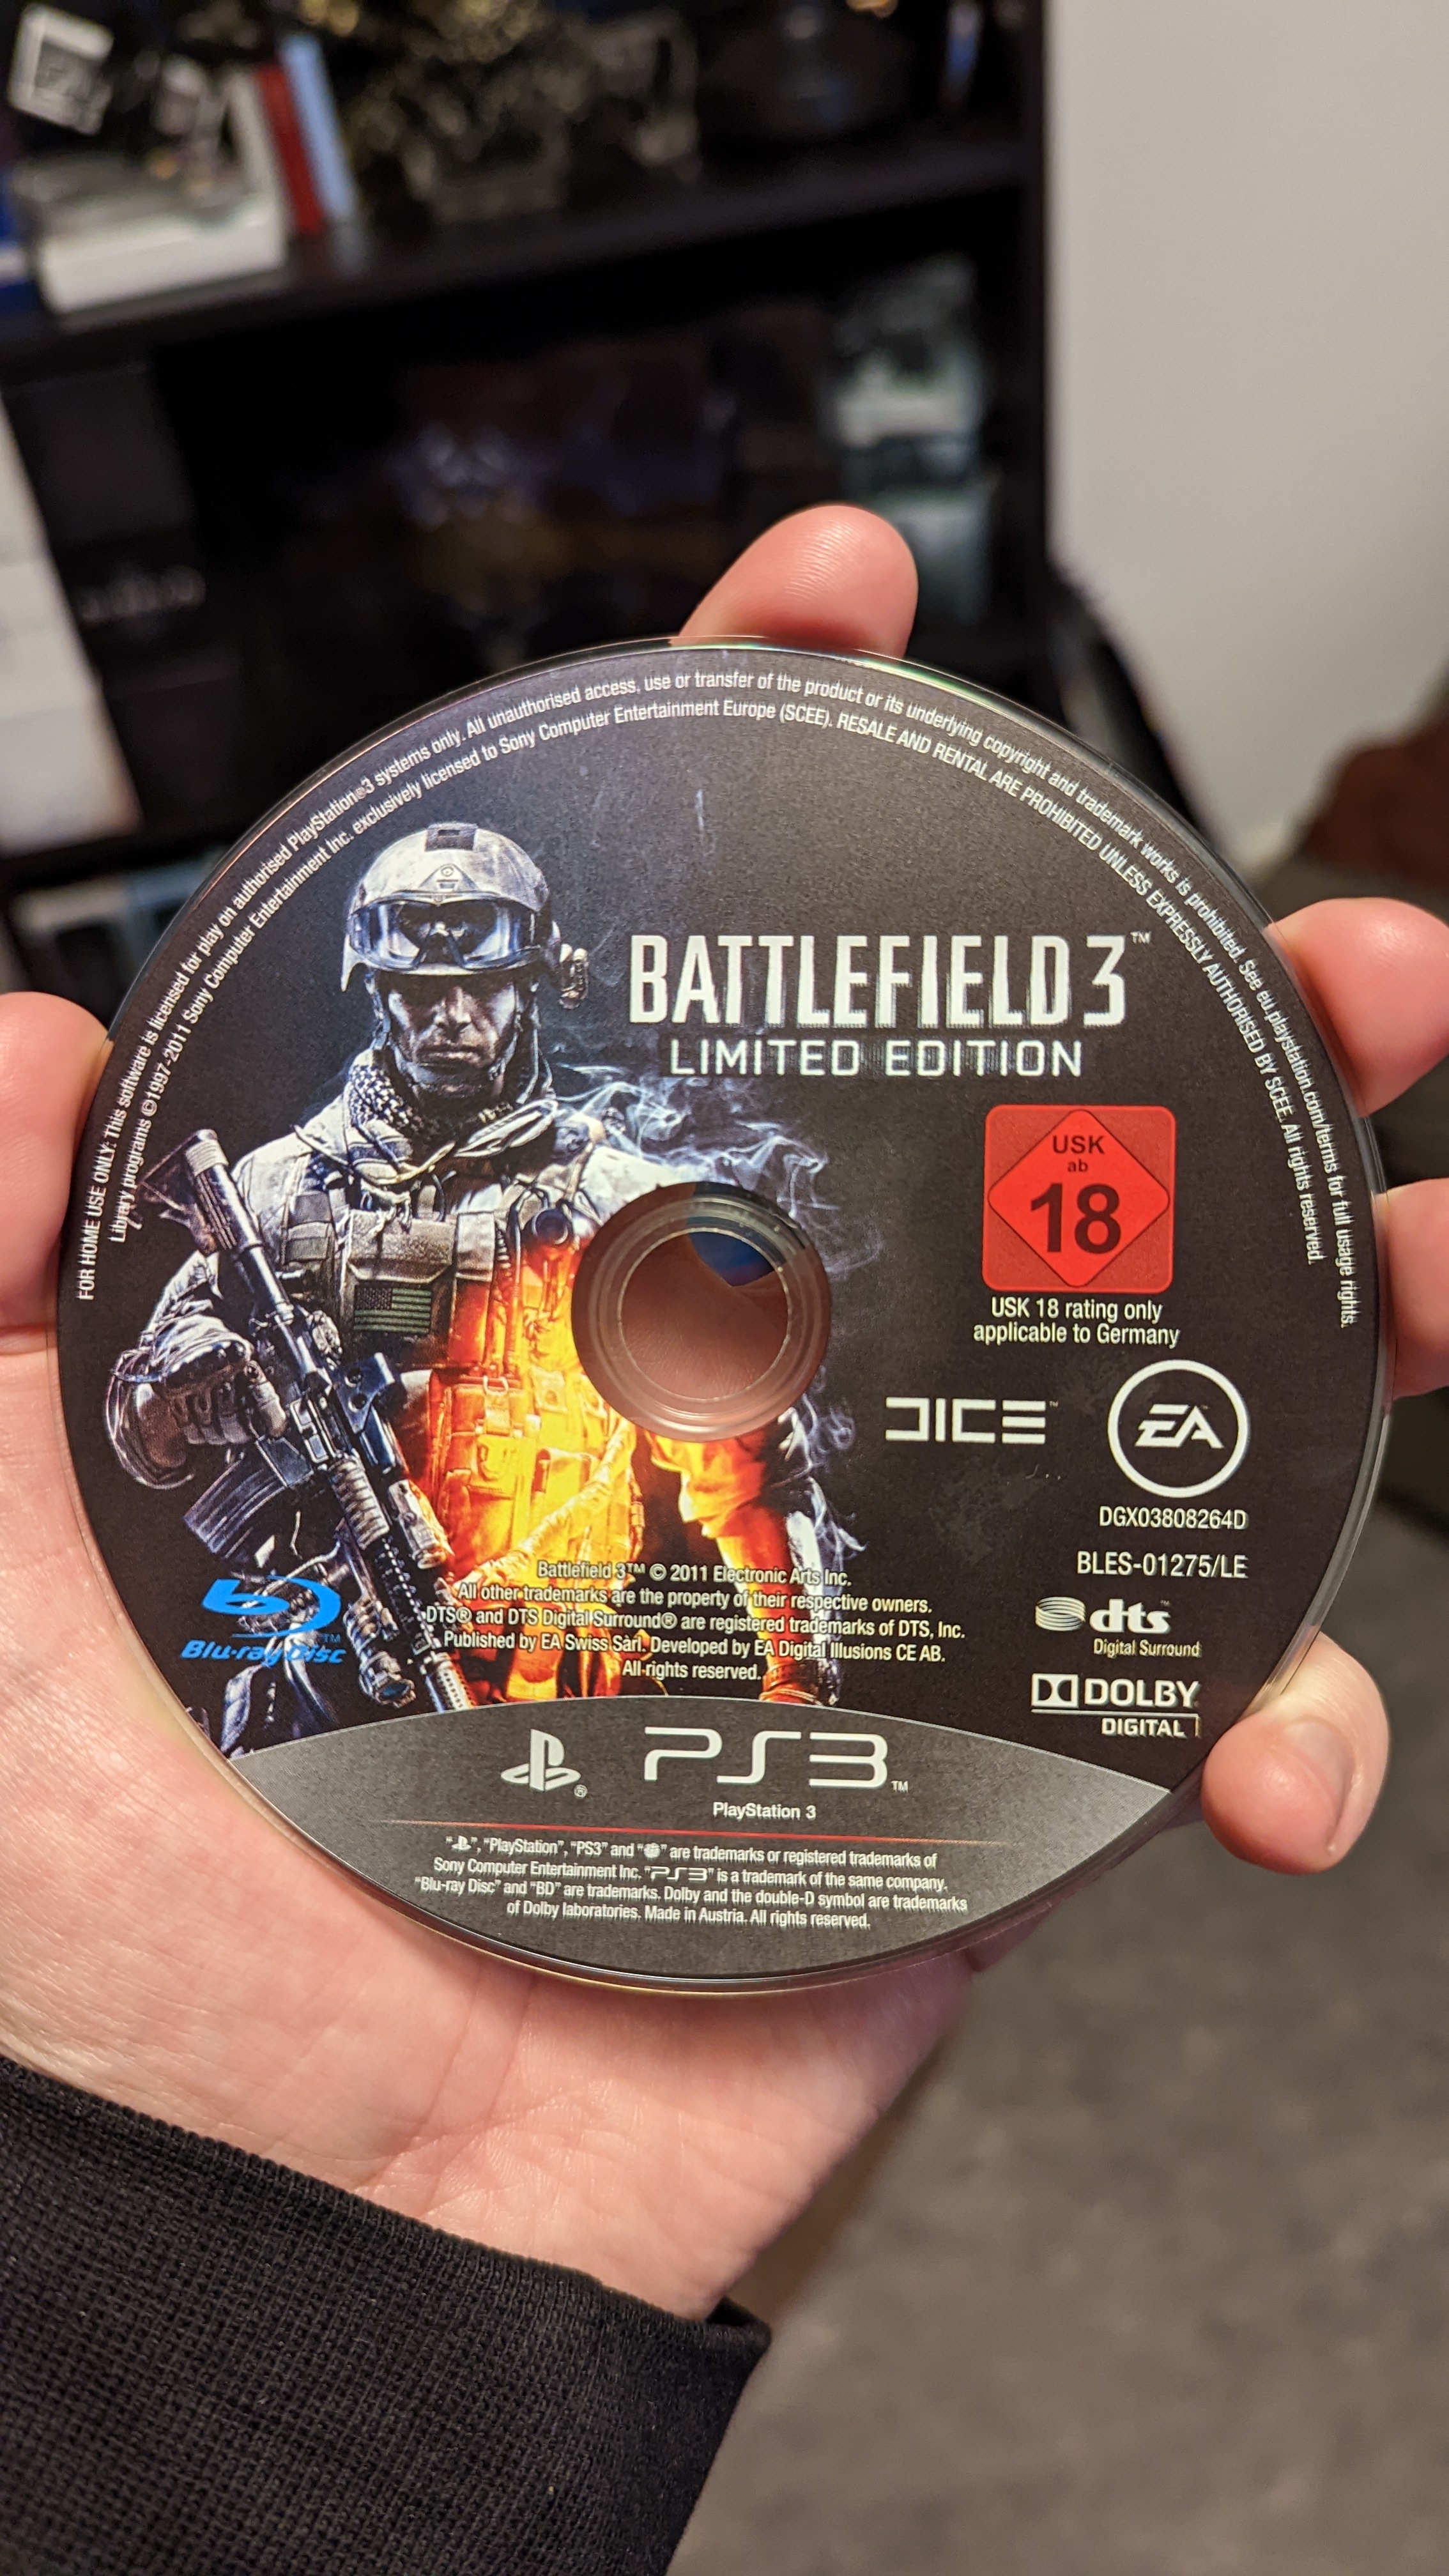 FOR HOME USE ONLY: This software is licensed for play on authorised PlayStation®3 systems only. All unauthorised access, use or transfer of the product or its underlying copyright and trademark works is prohibited. See eu.playstation.com/terms for full usage rights.
Library programs ©1997-2011 Sony Computer Entertainment Inc. exclusively licensed to Sony Computer Entertainment Europe (SCEE). RESALE AND RENTAL ARE PROHIBITED UNLESS EXPRESSLY AUTHORISED BY SCEE. All rights reserved.
BATTLEFIELD 3™
LIMITED EDITION
USK
ab
18
USK 18 rating only
applicable to Germany
DICE™
EA™
DGX03808264D
BLES-01275/LE
Blu-ray Disc™
Battlefield 3™ © 2011 Electronic Arts Inc.
All other trademarks are the property of their respective owners.
DTS® and DTS Digital Surround® are registered trademarks of DTS, Inc.
Published by EA Swiss Sàrl. Developed by EA Digital Illusions CE AB.
All rights reserved.
dts™
Digital Surround
DOLBY
DIGITAL
PS3™
PlayStation 3
"", "PlayStation", "PS3" and "" are trademarks or registered trademarks of
Sony Computer Entertainment Inc. "PS3" is a trademark of the same company.
"Blu-ray Disc" and "BD" are trademarks. Dolby and the double-D symbol are trademarks
of Dolby laboratories. Made in Austria. All rights reserved.